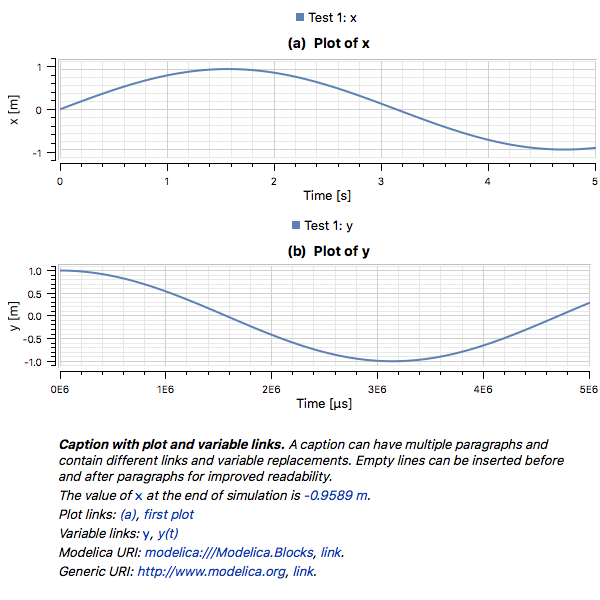 Test 1: x
(a) Plot of x
1
0
-1
x [m]
0 1 2 3 4 5
Time [s]
Test 1: y
(b) Plot of y
1.0
0.5
0.0
-0.5
-1.0
y [m]
0E6 1E6 2E6 3E6 4E6 5E6
Time [µs]
Caption with plot and variable links. A caption can have multiple paragraphs and
contain different links and variable replacements. Empty lines can be inserted before
and after paragraphs for improved readability.
The value of x at the end of simulation is -0.9589 m.
Plot links: (a), first plot
Variable links: y, y(t)
Modelica URI: modelica:///Modelica.Blocks, link.
Generic URI: http://www.modelica.org, link.